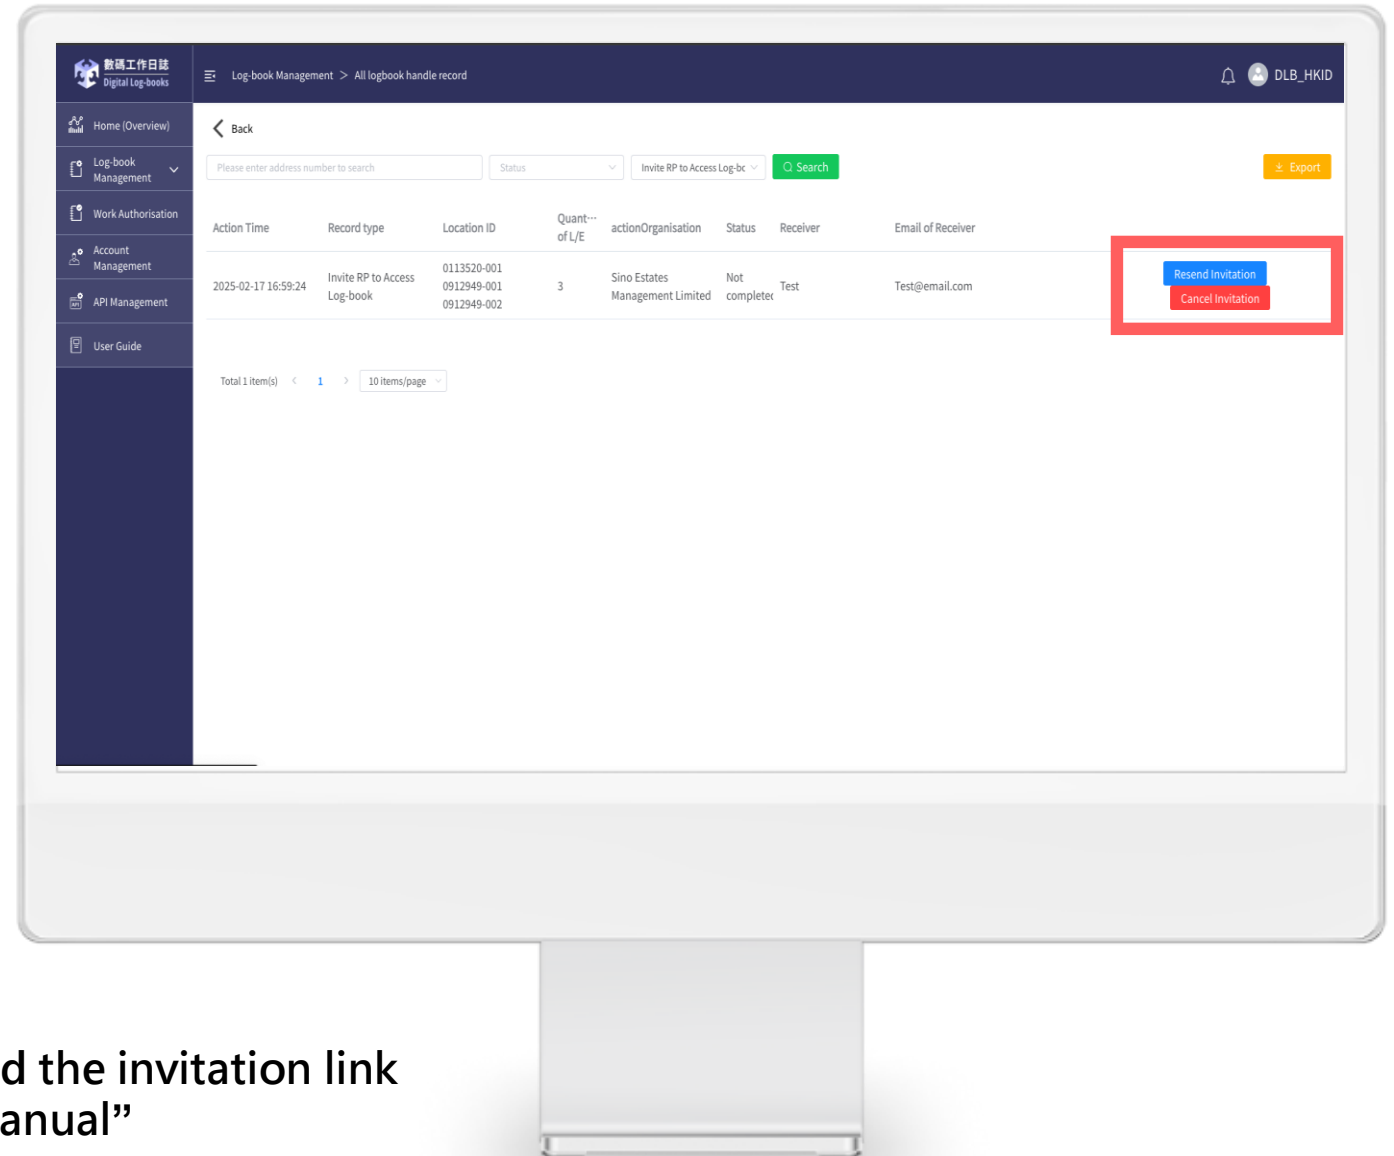 數碼工作日誌
Digital Log-books
Log-book Management > All logbook handle record
DLB_HKID
Home (Overview)
Log-book
Management
Work Authorisation
Account
Management
API Management
User Guide
Back
Please enter address number to search
Status
Invite RP to Access Log-bc
Search
Export
Action Time
Record type
Location ID
Quant...
of L/E
actionOrganisation
Status
Receiver
Email of Receiver
2025-02-17 16:59:24
Invite RP to Access
Log-book
0113520-001
0912949-001
0912949-002
3
Sino Estates
Management Limited
Not
completec
Test
Test@email.com
Resend Invitation
Cancel Invitation
Total 1 item(s) < 1 > 10 items/page
d the invitation link
anual”